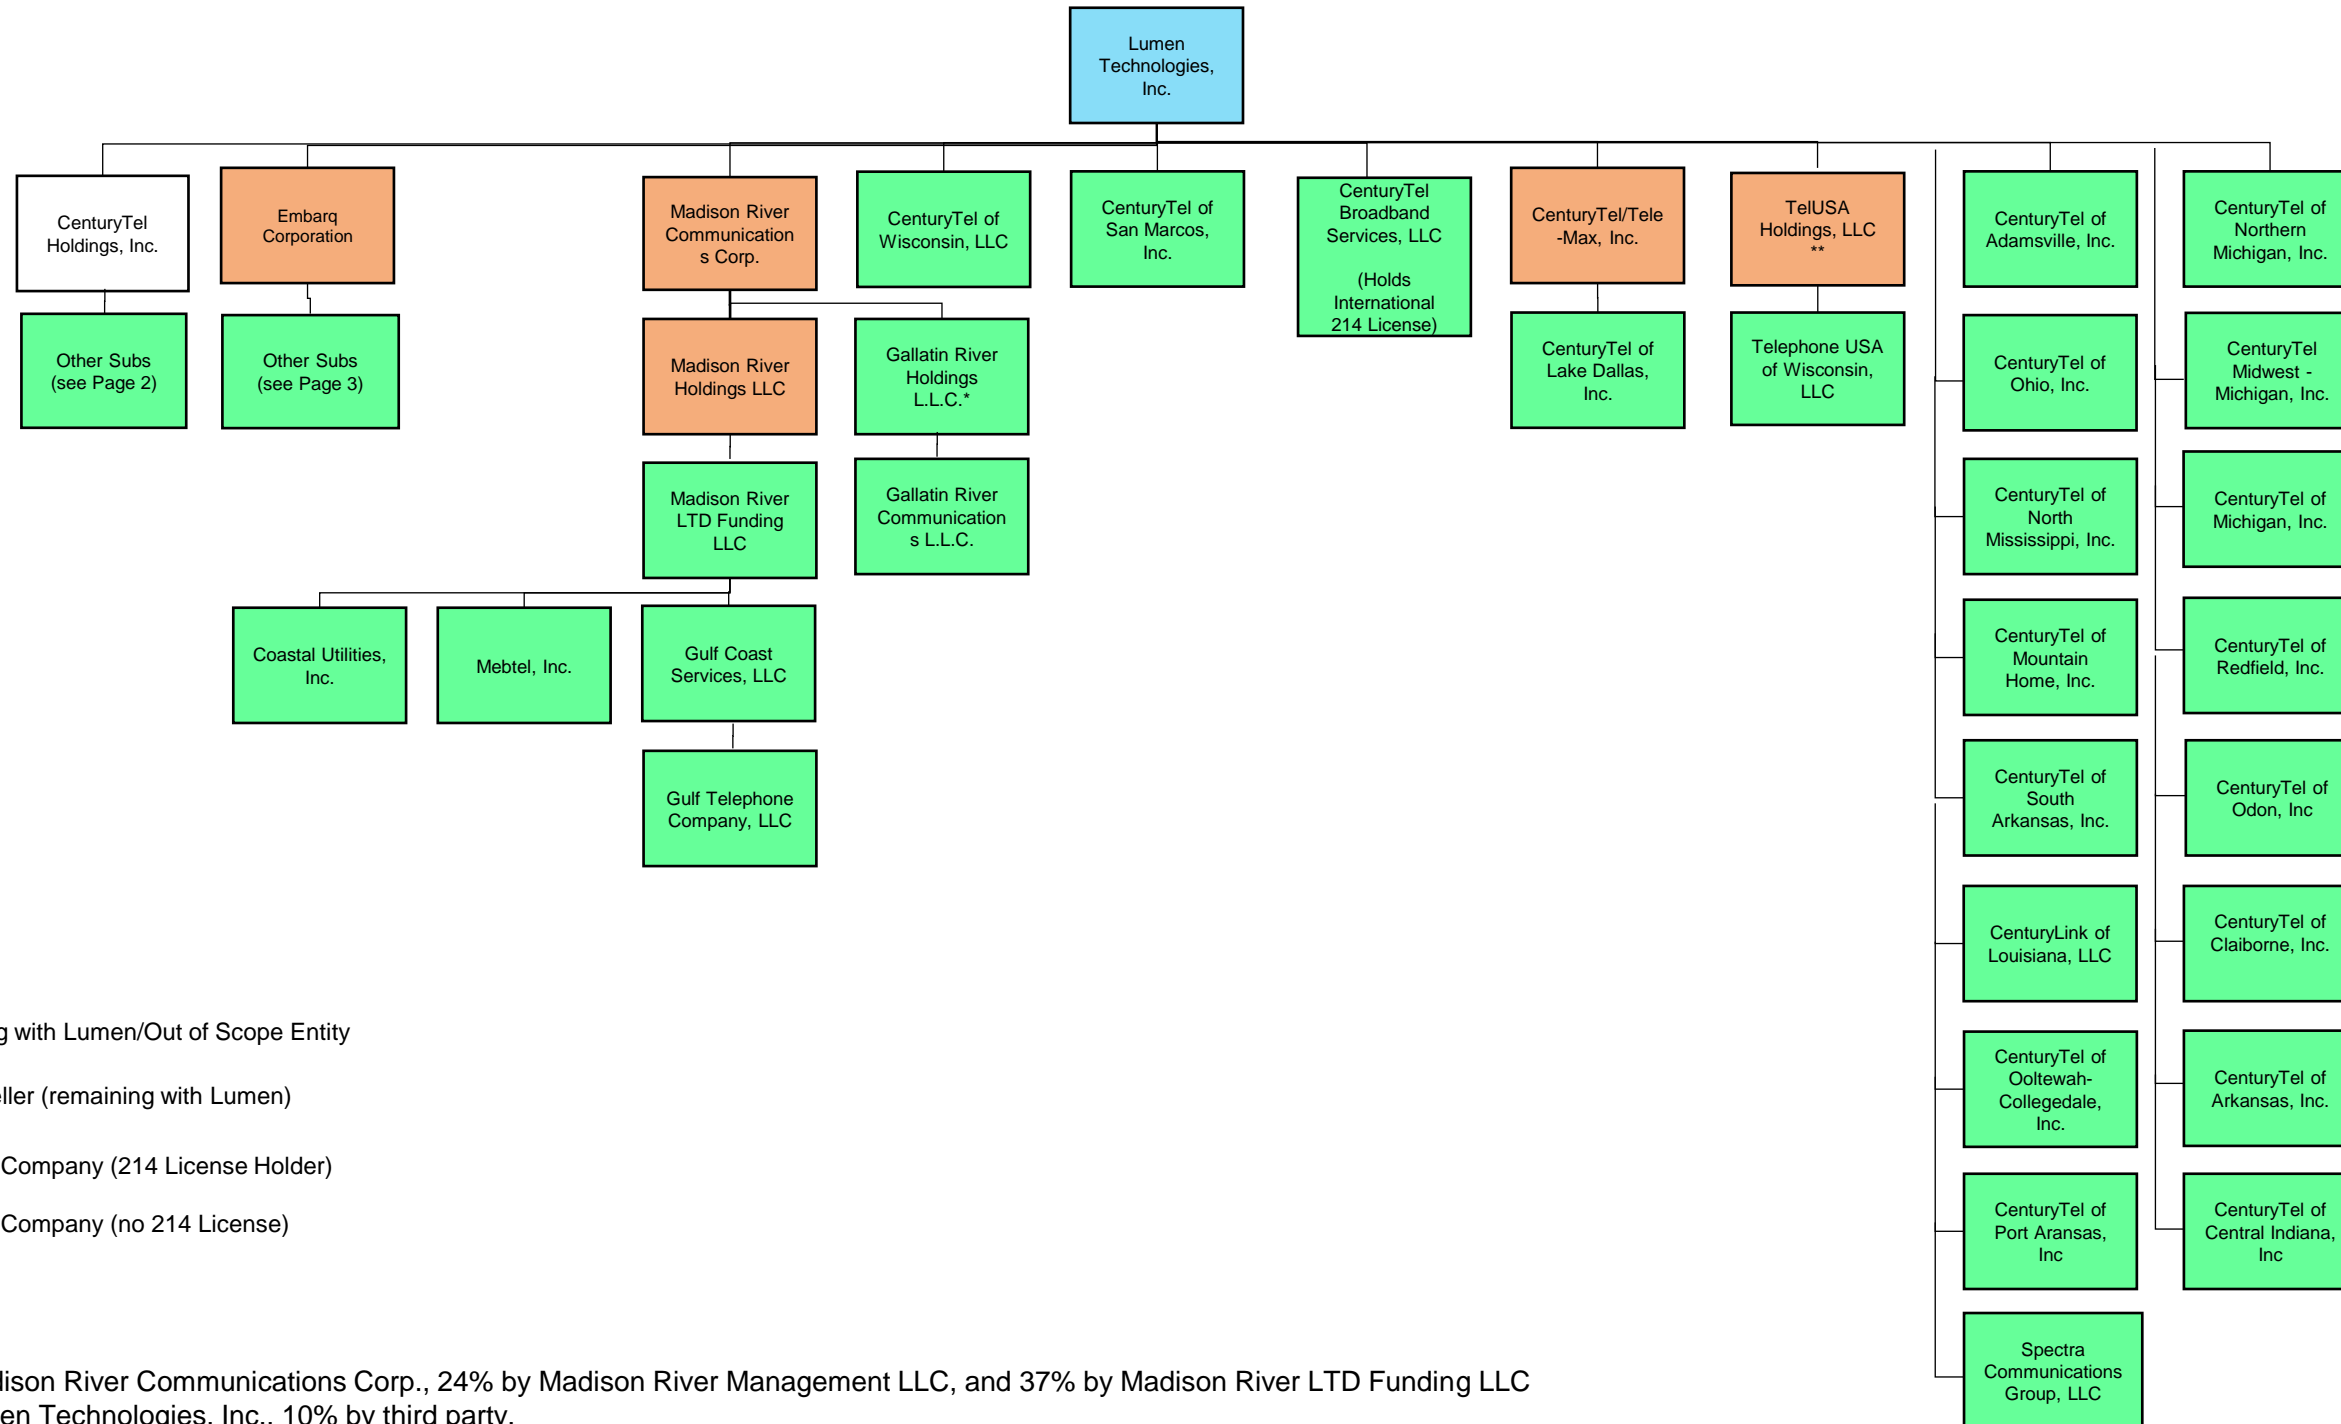 Lumen
Technologies,
Inc.
CenturyTel
Holdings, Inc.
Embarq
Corporation
Madison River
Communication
s Corp.
CenturyTel of
Wisconsin, LLC
CenturyTel of
San Marcos,
Inc.
CenturyTel
Broadband
Services, LLC
(Holds
International
214 License)
CenturyTel/Tele
-Max, Inc.
TelUSA
Holdings, LLC
**
CenturyTel of
Adamsville, Inc.
CenturyTel of
Northern
Michigan, Inc.
Other Subs
(see Page 2)
Other Subs
(see Page 3)
Madison River
Holdings LLC
Gallatin River
Holdings
L.L.C.*
CenturyTel of
Lake Dallas,
Inc.
Telephone USA
of Wisconsin,
LLC
CenturyTel of
Ohio, Inc.
CenturyTel
Midwest -
Michigan, Inc.
Madison River
LTD Funding
LLC
Gallatin River
Communication
s L.L.C.
CenturyTel of
North
Mississippi, Inc.
CenturyTel of
Michigan, Inc.
Coastal Utilities,
Inc.
Mebtel, Inc.
Gulf Coast
Services, LLC
CenturyTel of
Mountain
Home, Inc.
CenturyTel of
Redfield, Inc.
Gulf Telephone
Company, LLC
CenturyTel of
South
Arkansas, Inc.
CenturyTel of
Odon, Inc
CenturyLink of
Louisiana, LLC
CenturyTel of
Claiborne, Inc.
g with Lumen/Out of Scope Entity
CenturyTel of
Ooltewah-
Collegedale,
Inc.
CenturyTel of
Arkansas, Inc.
ller (remaining with Lumen)
Company (214 License Holder)
Company (no 214 License)
CenturyTel of
Port Aransas,
Inc
CenturyTel of
Central Indiana,
Inc
Spectra
Communications
Group, LLC
dison River Communications Corp., 24% by Madison River Management LLC, and 37% by Madison River LTD Funding LLC
en Technologies, Inc., 10% by third party.